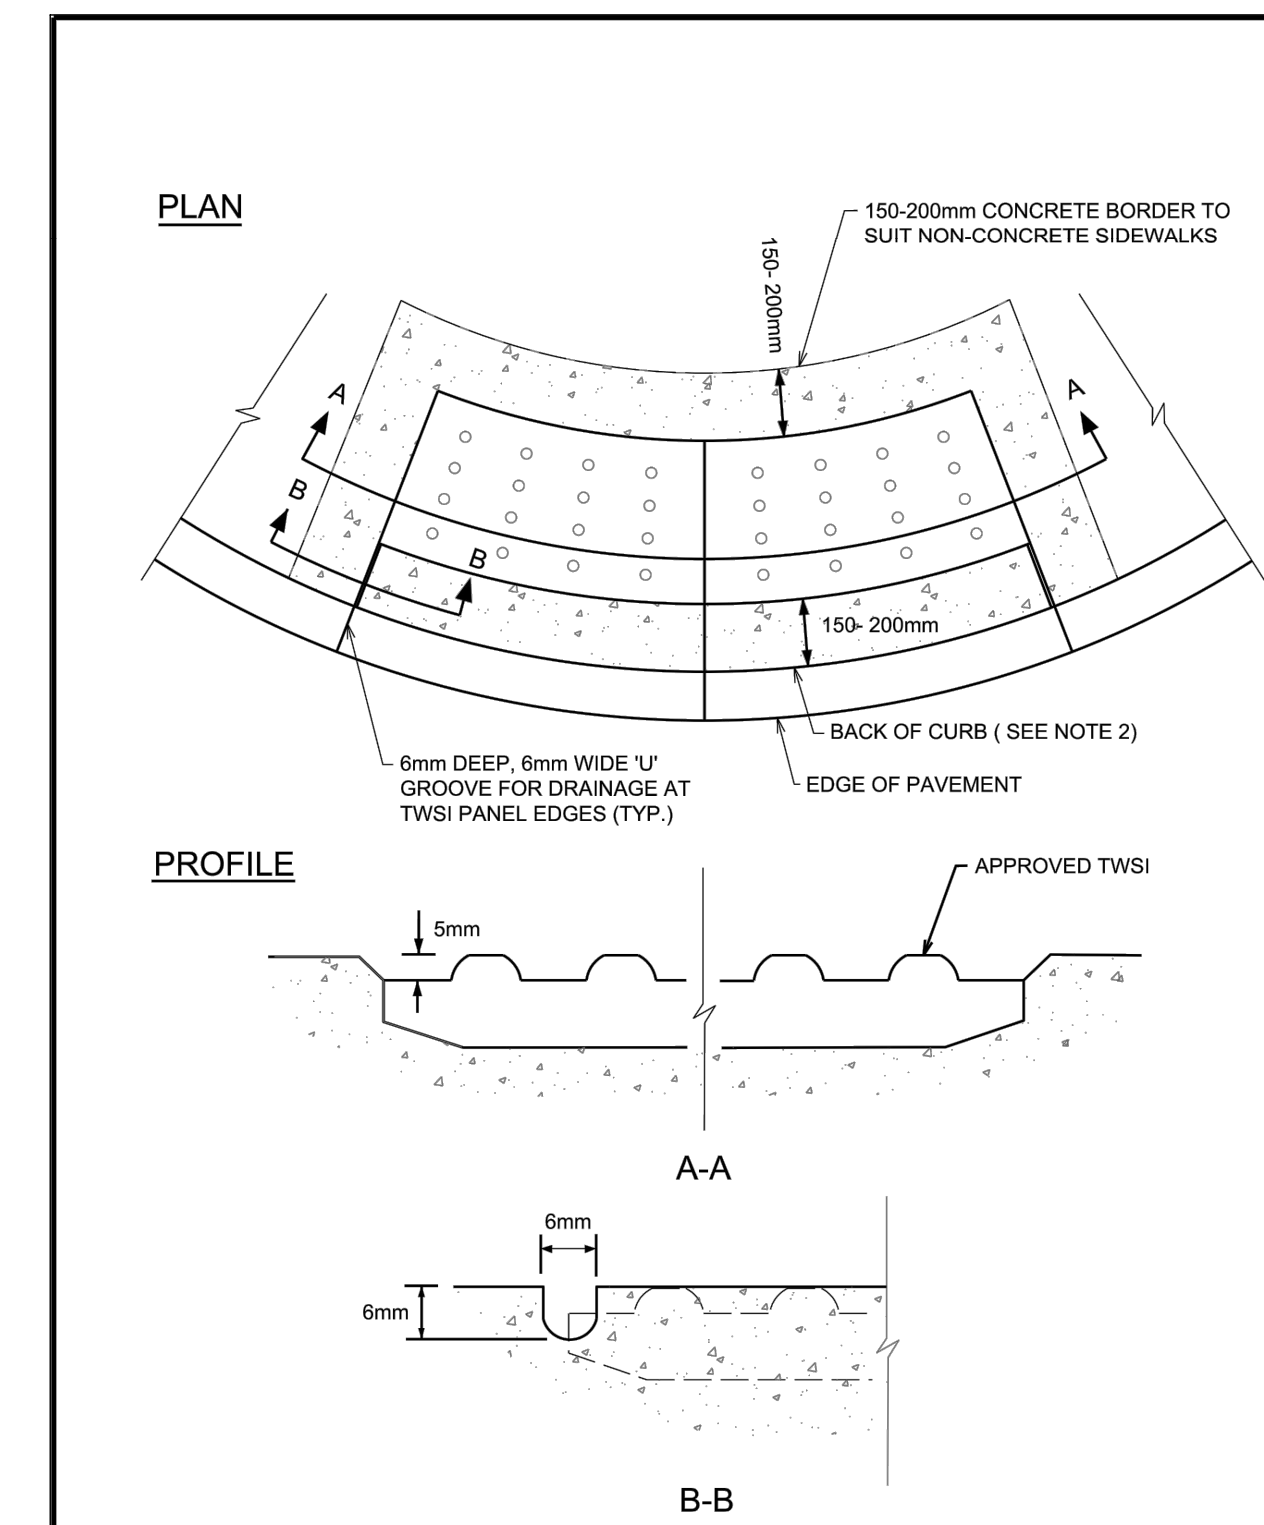 PLAN
150-200mm CONCRETE BORDER TO
SUIT NON-CONCRETE SIDEWALKS
150- 200mm
A
A
B
B
150- 200mm
BACK OF CURB ( SEE NOTE 2)
6mm DEEP, 6mm WIDE 'U'
GROOVE FOR DRAINAGE AT
TWSI PANEL EDGES (TYP.)
EDGE OF PAVEMENT
PROFILE
APPROVED TWSI
5mm
A-A
6mm
6mm
B-B